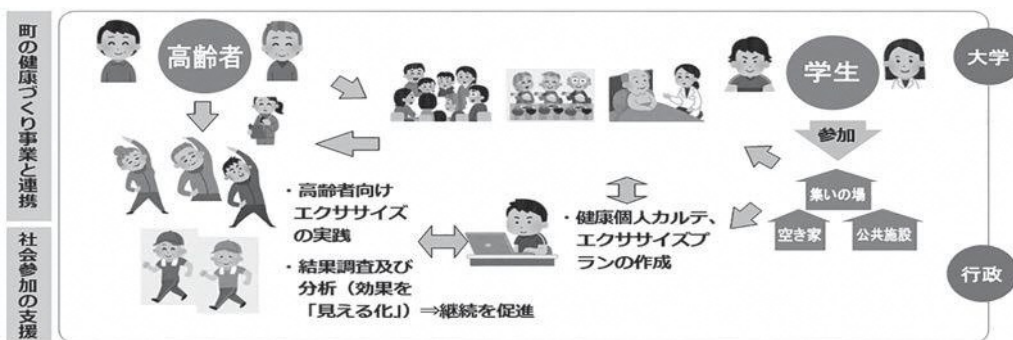 町の健康づくり事業と連携
社会参加の支援
高齢者
学生
大学
参加
集いの場
空き家
公共施設
行政
・高齢者向け
エクササイズ
の実践
・結果調査及び
分析（効果を
「見える化」）⇒継続を促進
・健康個人カルテ、
エクササイズプ
ランの作成